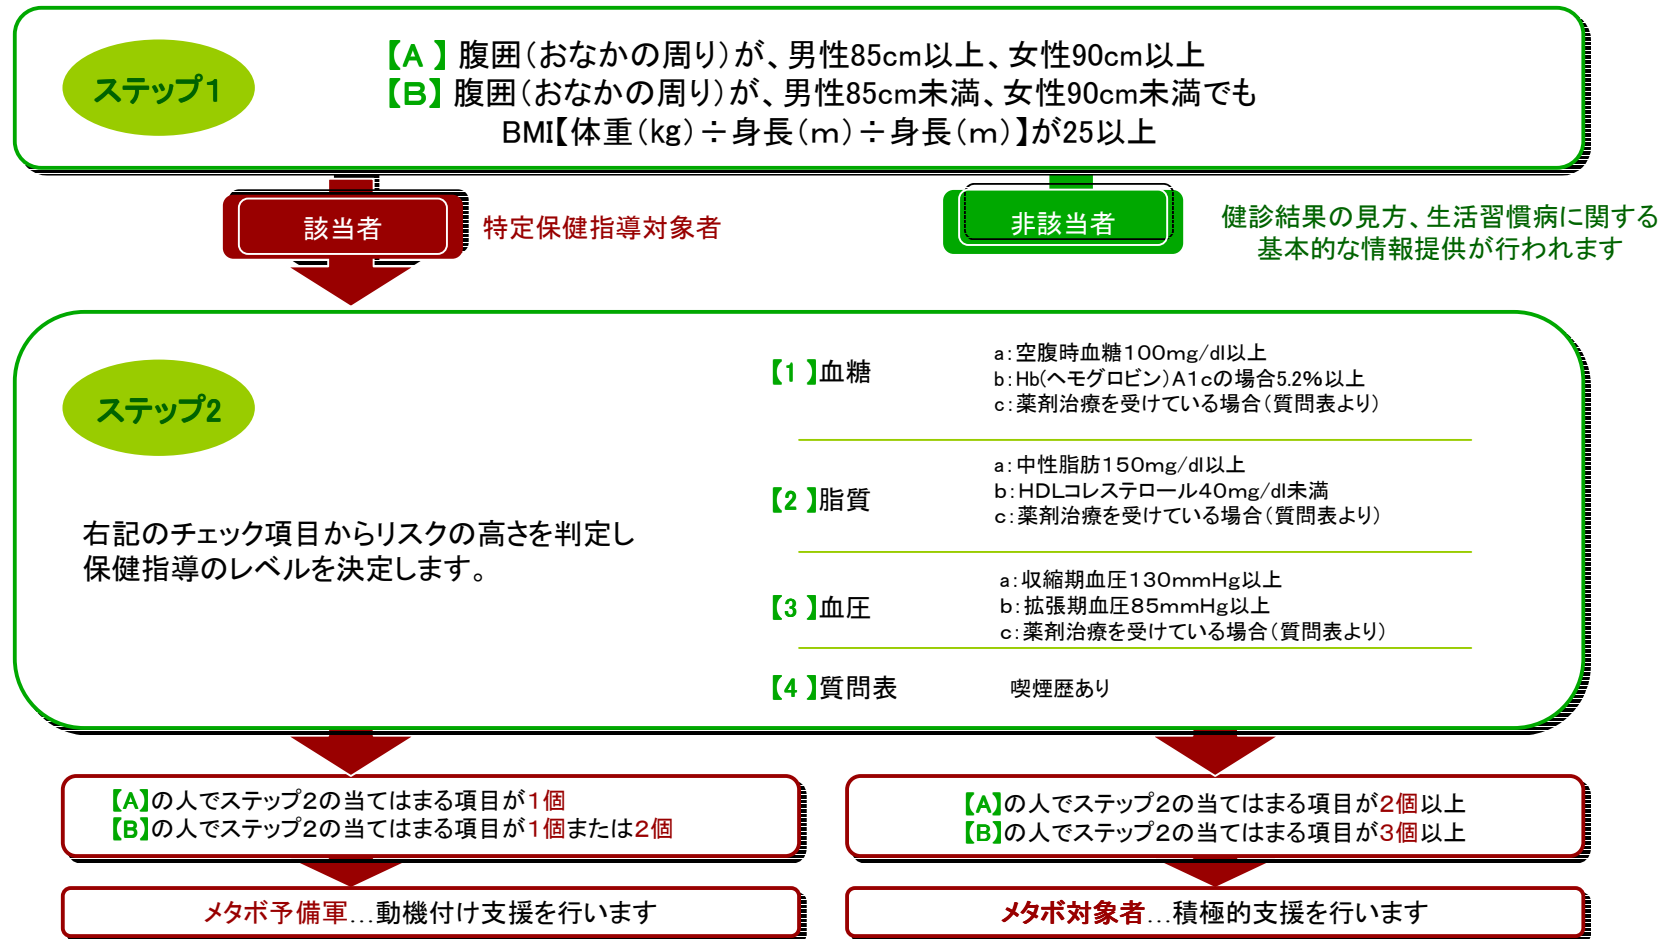 ステップ1
【A 】 腹囲(おなかの周り)が、男性85cm以上、女性90cm以上
【B】 腹囲(おなかの周り)が、男性85cm未満、女性90cm未満でも
BMI【体重(kg)÷身長(m)÷身長(m)】が25以上
該当者
特定保健指導対象者
非該当者
健診結果の見方、生活習慣病に関する
基本的な情報提供が行われます
ステップ2
右記のチェック項目からリスクの高さを判定し
保健指導のレベルを決定します。
【1 】血糖
a:空腹時血糖100mg/dl以上
b:Hb(ヘモグロビン)A1cの場合5.2%以上
c:薬剤治療を受けている場合(質問表より)
【2 】脂質
a:中性脂肪150mg/dl以上
b:HDLコレステロール40mg/dl未満
c:薬剤治療を受けている場合(質問表より)
【3 】血圧
a:収縮期血圧130mmHg以上
b:拡張期血圧85mmHg以上
c:薬剤治療を受けている場合(質問表より)
【4 】質問表
喫煙歴あり
【A】の人でステップ2の当てはまる項目が1個
【B】の人でステップ2の当てはまる項目が1個または2個
【A】の人でステップ2の当てはまる項目が2個以上
【B】の人でステップ2の当てはまる項目が3個以上
メタボ予備軍…動機付け支援を行います
メタボ対象者…積極的支援を行います